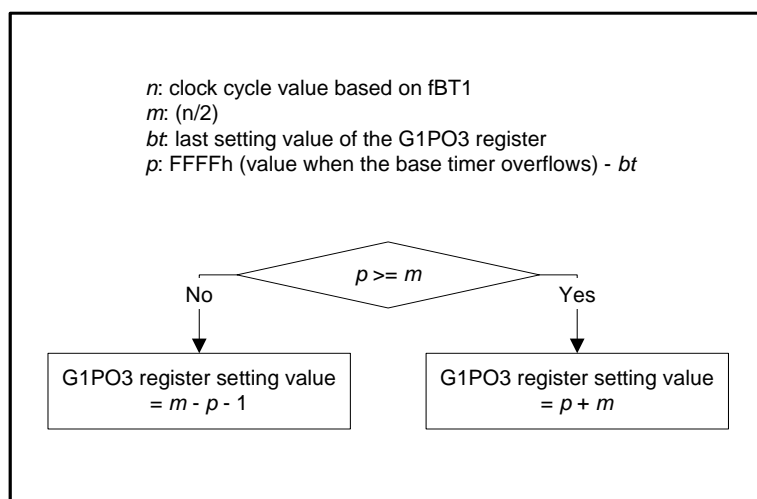 n: clock cycle value based on fBT1
m: (n/2)
bt: last setting value of the G1PO3 register
p: FFFFh (value when the base timer overflows) - bt
p >= m
No
Yes
G1PO3 register setting value
= m - p - 1
G1PO3 register setting value
= p + m